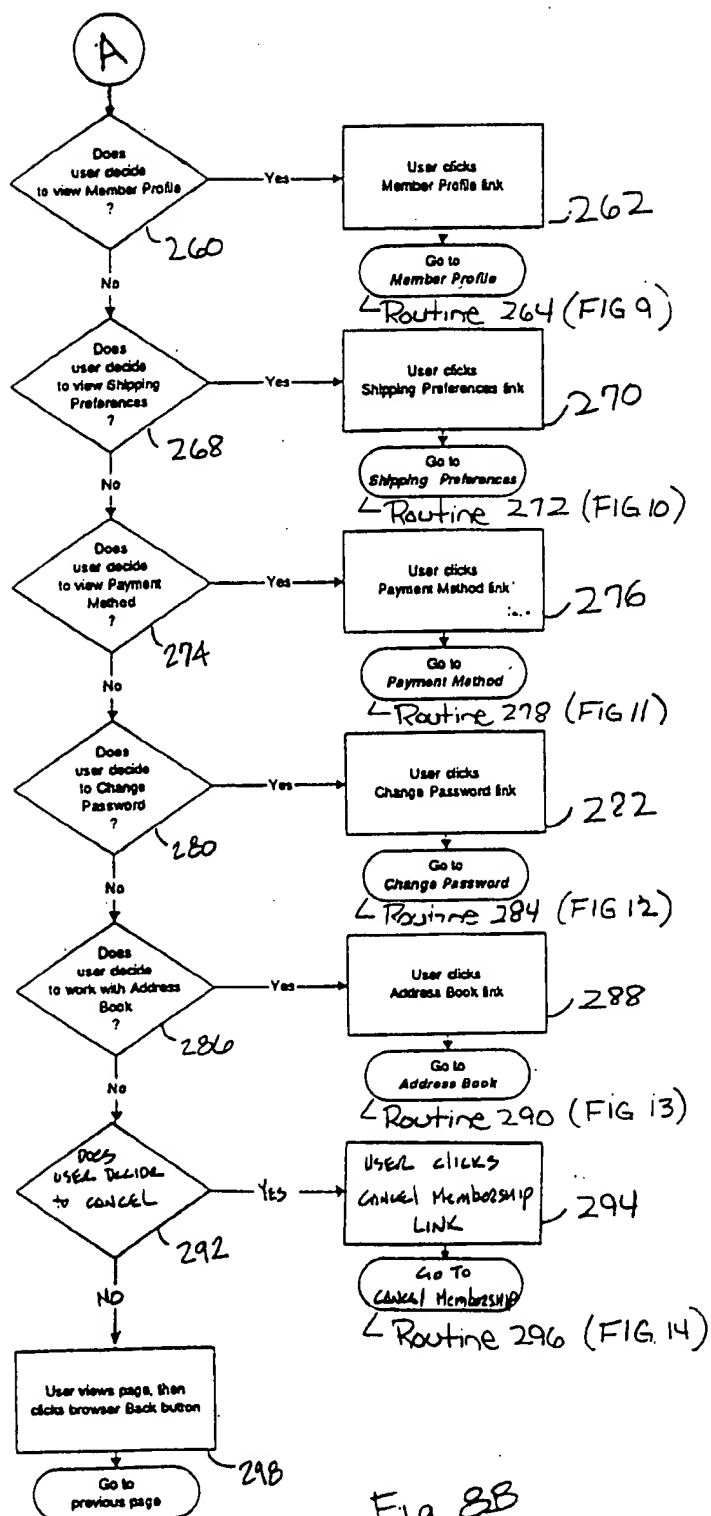 A
Does
user decide
to view Member Profile
?
260
Yes
User clicks
Member Profile link
262
Go to
Member Profile
Routine 264 (FIG 9)
No
Does
user decide
to view Shipping
Preferences
?
268
Yes
User clicks
Shipping Preferences link
270
Go to
Shipping Preferences
Routine 272 (FIG 10)
No
Does
user decide
to view Payment
Method
?
274
Yes
User clicks
Payment Method link
276
Go to
Payment Method
Routine 278 (FIG 11)
No
Does
user decide
to Change
Password
?
280
Yes
User clicks
Change Password link
282
Go to
Change Password
Routine 284 (FIG 12)
No
Does
user decide
to work with Address
Book
?
286
Yes
User clicks
Address Book link
288
Go to
Address Book
Routine 290 (FIG 13)
No
DOES
USER DECIDE
to CANCEL
292
YES
USER CLICKS
CANCEL MEMBERSHIP
LINK
294
GO TO
CANCEL MEMBERSHIP
Routine 296 (FIG. 14)
NO
User views page, then
clicks browser Back button
298
Go to
previous page
Fig 8B